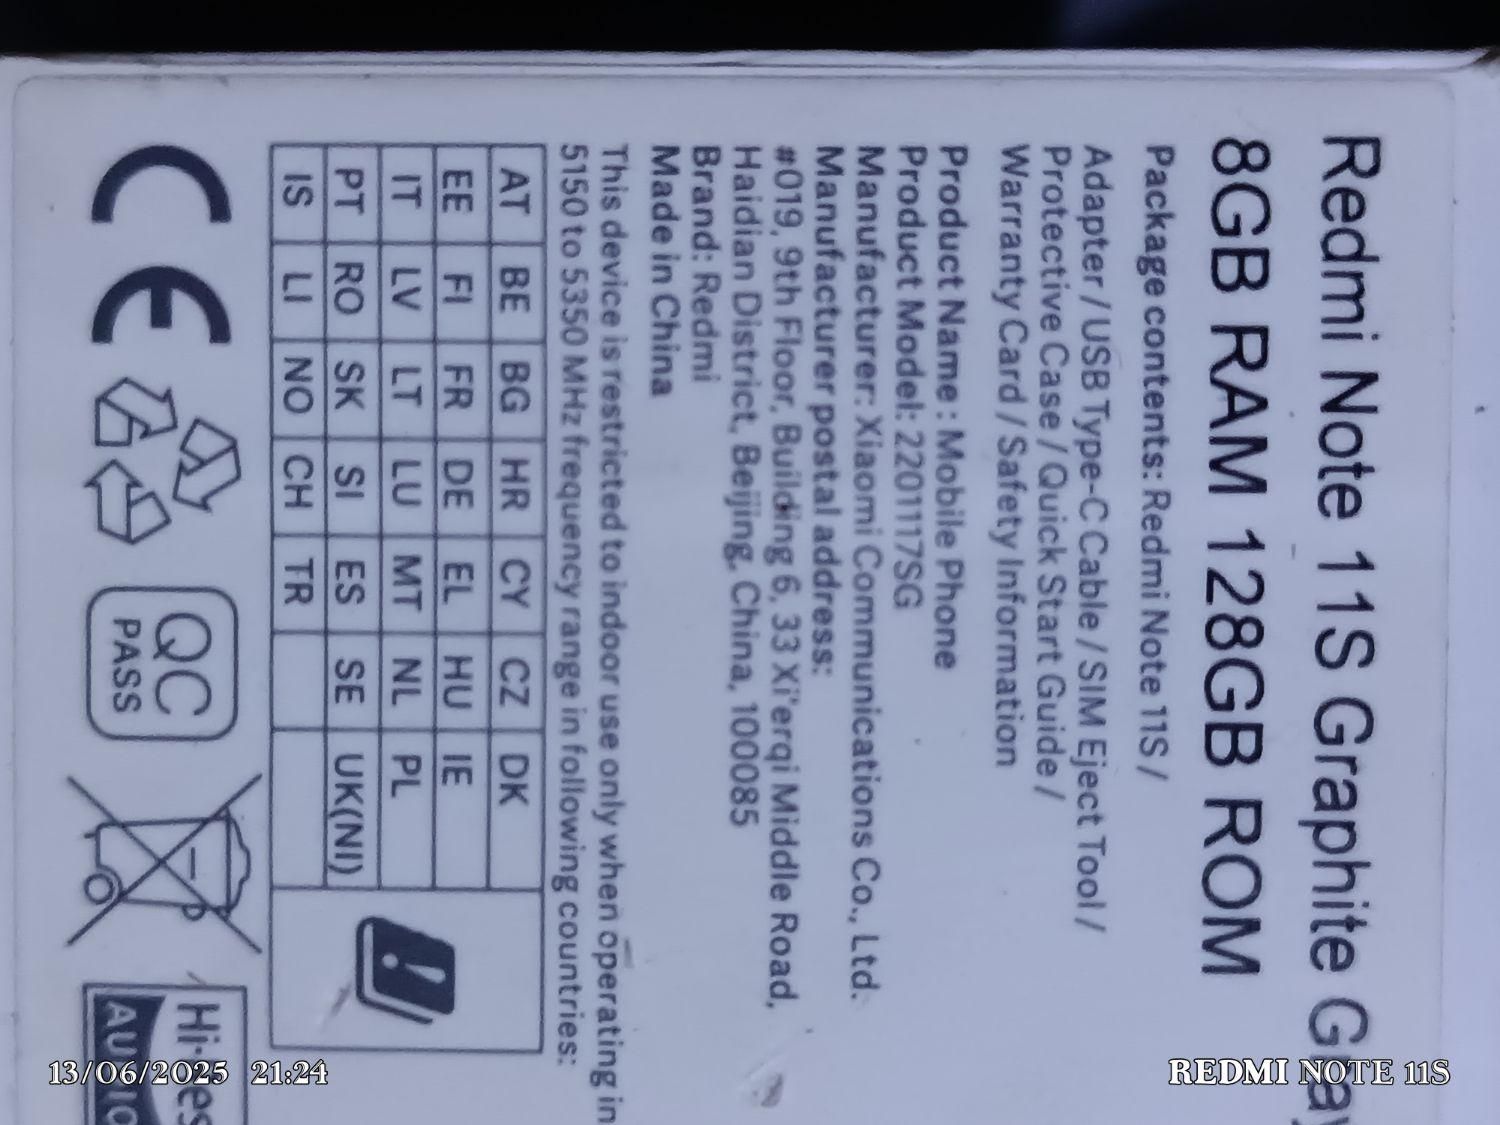 Redmi Note 11S Graphite Gray
8GB RAM 128GB ROM
Package contents: Redmi Note 11S /
Adapter / USB Type-C Cable / SIM Eject Tool /
Protective Case / Quick Start Guide /
Warranty Card / Safety Information
Product Name : Mobile Phone
Product Model: 2201117SG
Manufacturer: Xiaomi Communications Co., Ltd.
Manufacturer postal address:
#019, 9th Floor, Building 6, 33 Xi'erqi Middle Road,
Haidian District, Beijing, China, 100085
Brand: Redmi
Made in China
This device is restricted to indoor use only when operating in
5150 to 5350 MHz frequency range in following countries:
AT BE BG HR CY CZ DK
EE FI FR DE EL HU IE
IT LV LT LU MT NL PL
PT RO SK SI ES SE UK(NI)
IS LI NO CH TR
CE
QC
PASS
Hi-Res
AUDIO
13/06/2025 21:24
REDMI NOTE 11S